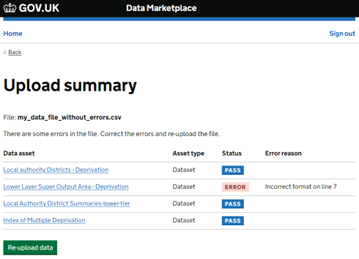 GOV.UK Data Marketplace
Home Sign out
Back
Upload summary
File: my_data_file_without_errors.csv
There are some errors in the file. Correct the errors and re-upload the file.
Data asset Asset type Status Error reason
Local authority Districts - Deprivation Dataset PASS
Lower Layer Super Output Area - Deprivation Dataset ERROR Incorrect format on line 7
Local Authority District Summaries-lower-tier Dataset PASS
Index of Multiple Deprivation Dataset PASS
Re-upload data